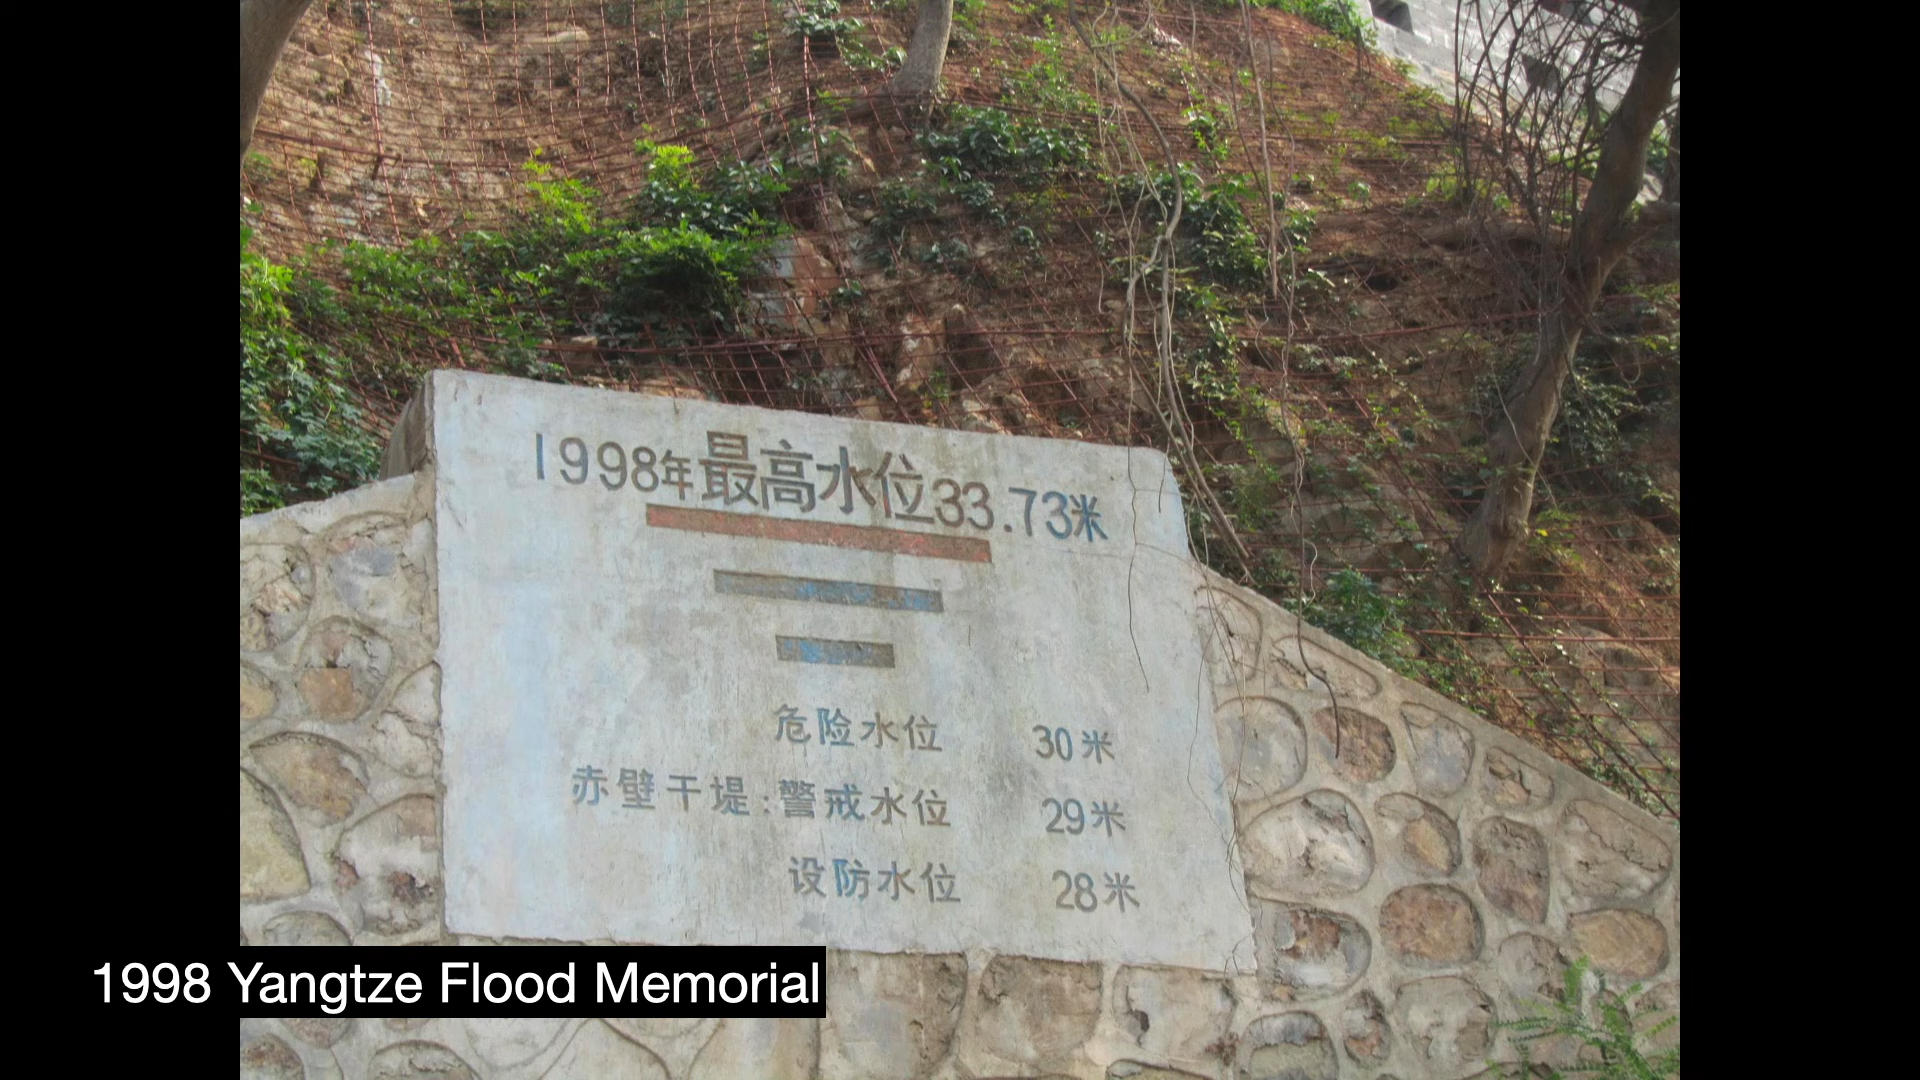 1998年最高水位33.73米
危险水位 30米
赤壁干堤:警戒水位 29米
设防水位 28米
1998 Yangtze Flood Memorial